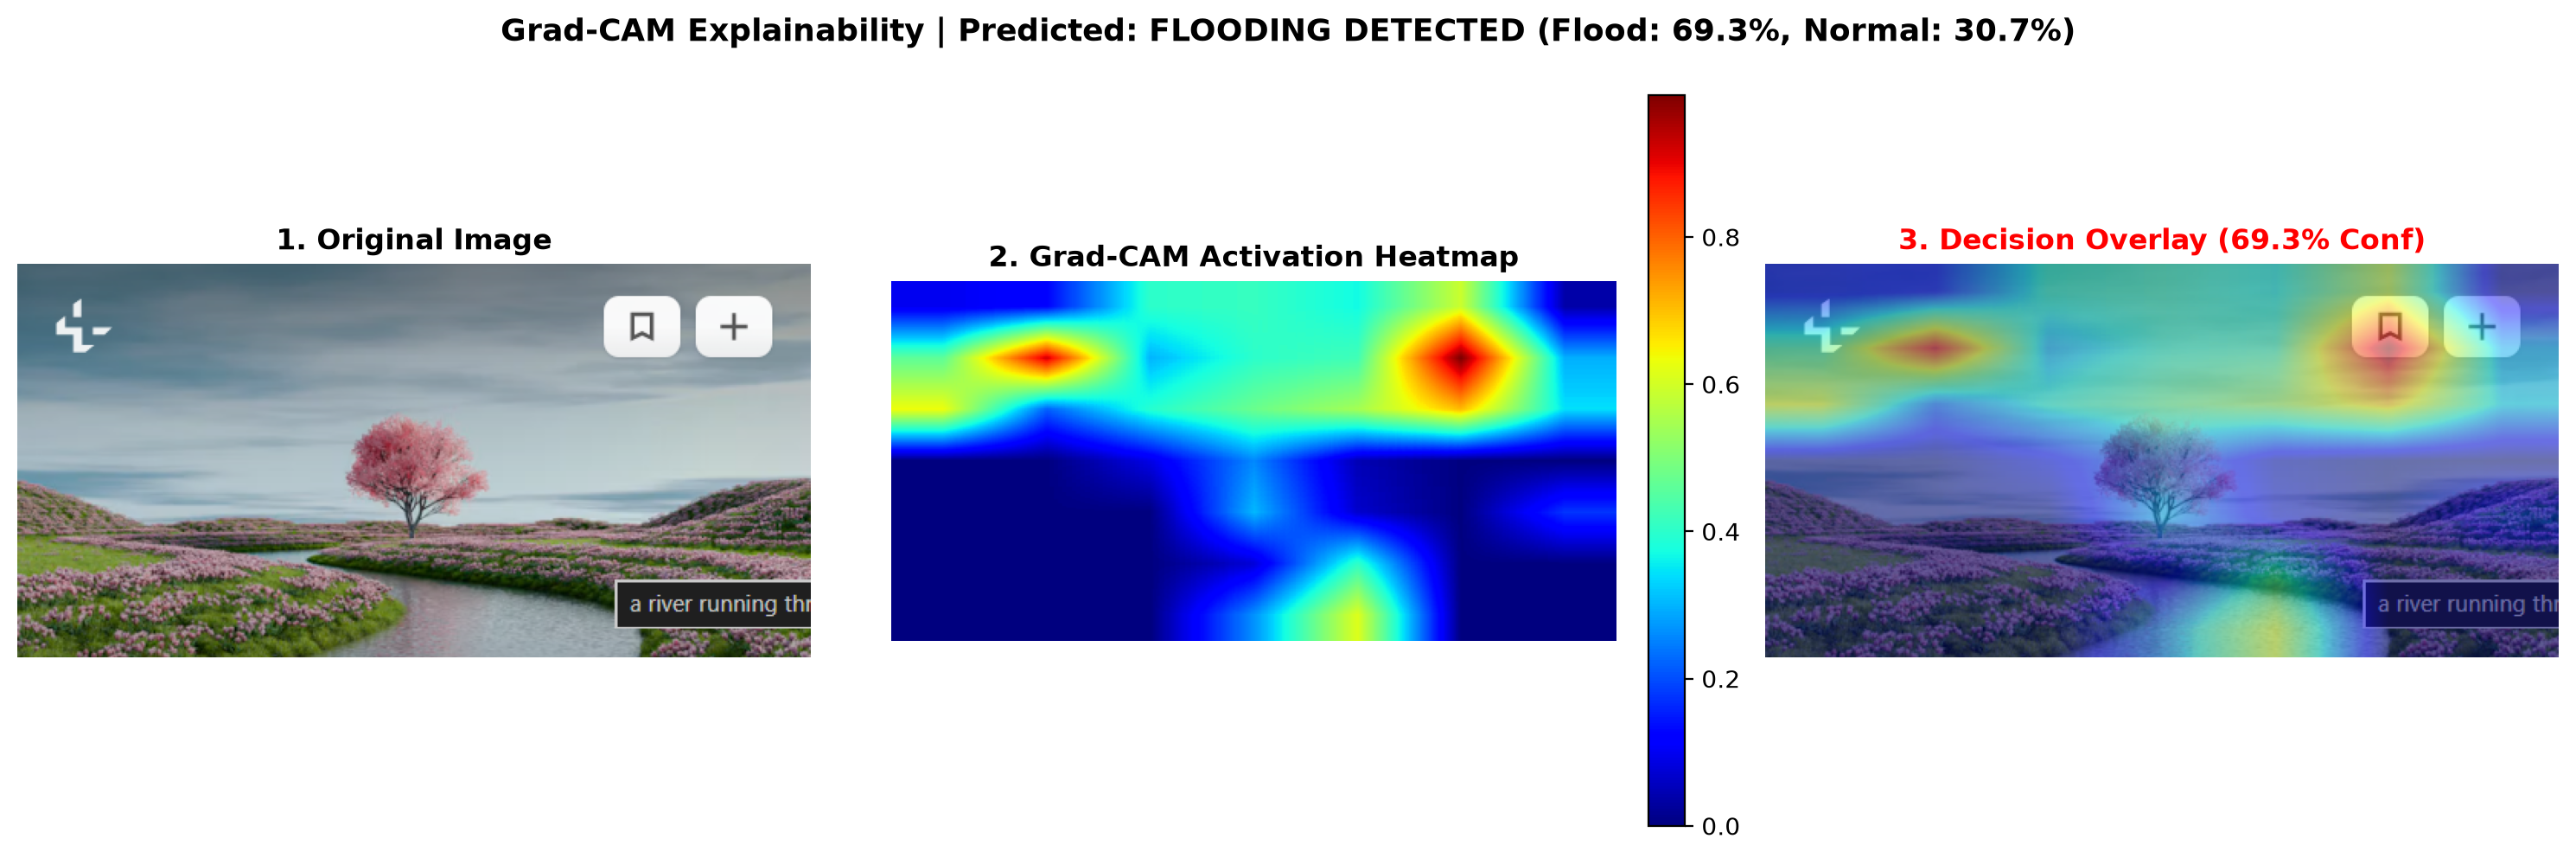 Grad-CAM Explainability | Predicted: FLOODING DETECTED (Flood: 69.3%, Normal: 30.7%)
1. Original Image
2. Grad-CAM Activation Heatmap
3. Decision Overlay (69.3% Conf)
a river running thr
0.8
0.6
0.4
0.2
0.0
a river running thr